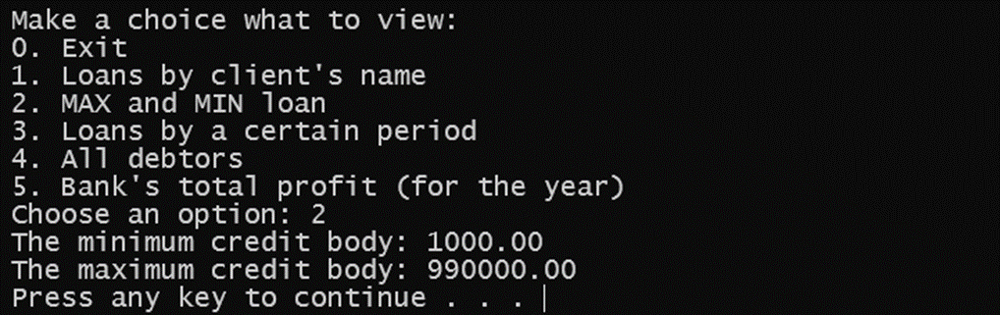 Make a choice what to view:
0. Exit
1. Loans by client's name
2. MAX and MIN loan
3. Loans by a certain period
4. All debtors
5. Bank's total profit (for the year)
Choose an option: 2
The minimum credit body: 1000.00
The maximum credit body: 990000.00
Press any key to continue . . .